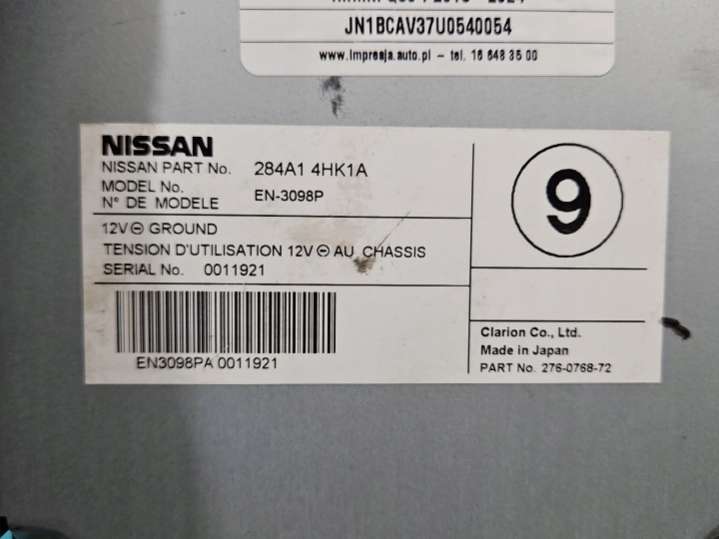 JN1BCAV37U0540054
www.impresja.auto.pl - tel. 16 648 35 00
NISSAN
NISSAN PART No. 284A1 4HK1A
MODEL No.
N° DE MODELE EN-3098P
12V⊖ GROUND
TENSION D'UTILISATION 12V⊖ AU CHASSIS
SERIAL No. 0011921
EN3098PA 0011921
9
Clarion Co., Ltd.
Made in Japan
PART No. 276-0768-72